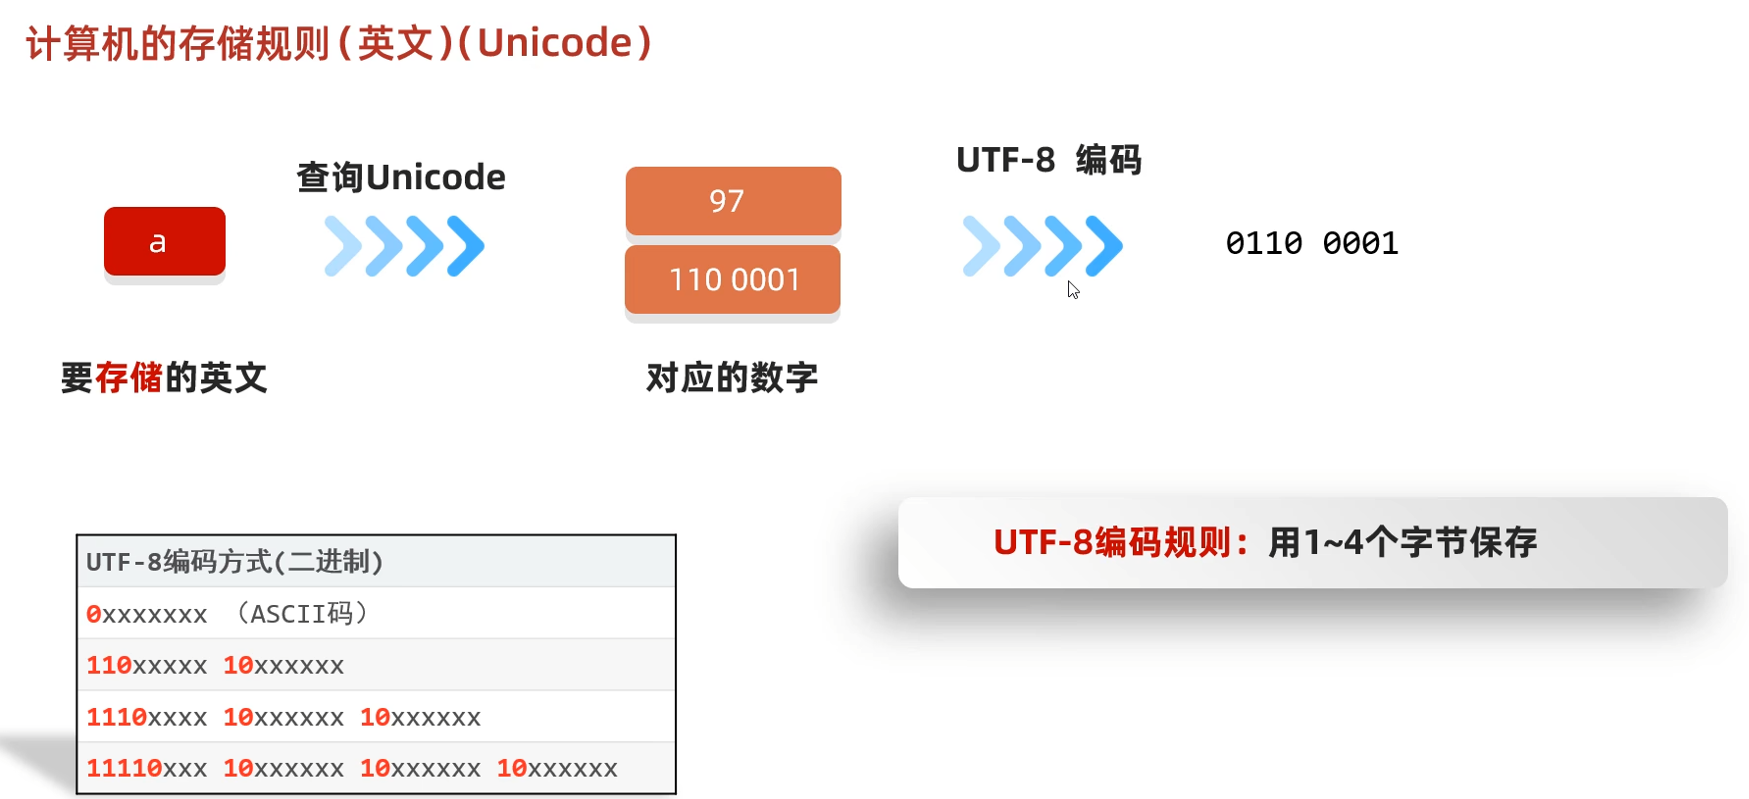 计算机的存储规则(英文)(Unicode)
查询Unicode
UTF-8 编码
a
97
110 0001
0110 0001
要存储的英文
对应的数字
UTF-8编码规则：用1~4个字节保存
UTF-8编码方式(二进制)
0xxxxxxx （ASCII码）
110xxxxx 10xxxxxx
1110xxxx 10xxxxxx 10xxxxxx
11110xxx 10xxxxxx 10xxxxxx 10xxxxxx